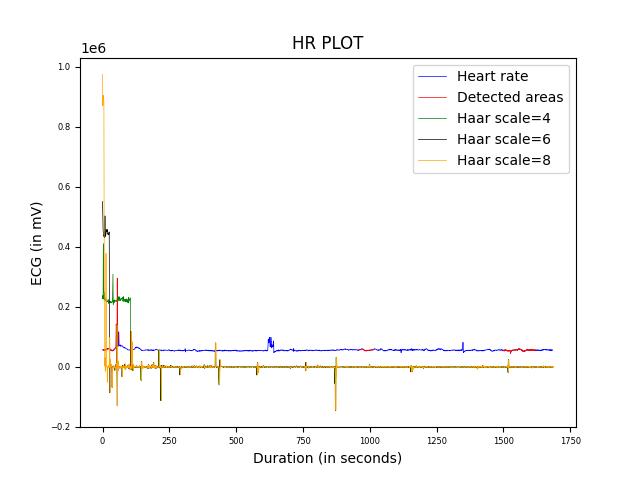 HR PLOT
1e6
Heart rate
Detected areas
Haar scale=4
Haar scale=6
Haar scale=8
1.0
0.8
0.6
0.4
0.2
0.0
−0.2
ECG (in mV)
0 250 500 750 1000 1250 1500 1750
Duration (in seconds)